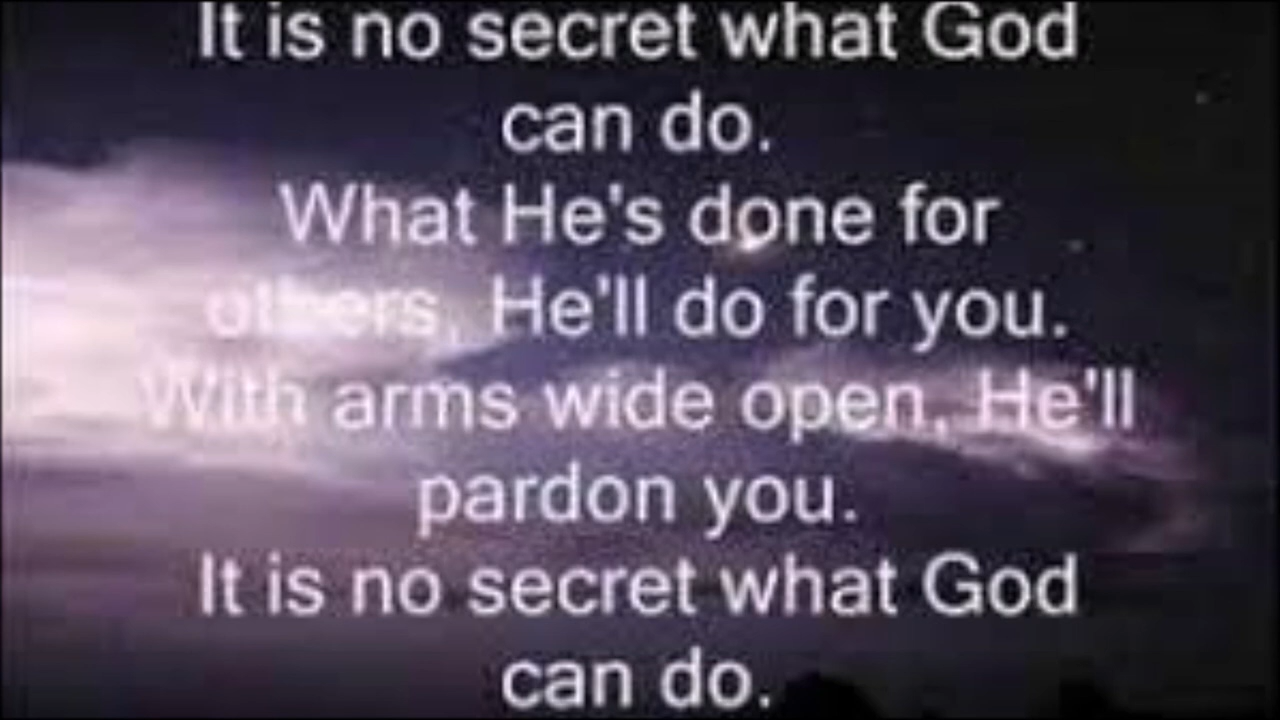 It is no secret what God
can do.
What He's done for
others, He'll do for you.
With arms wide open, He'll
pardon you.
It is no secret what God
can do.